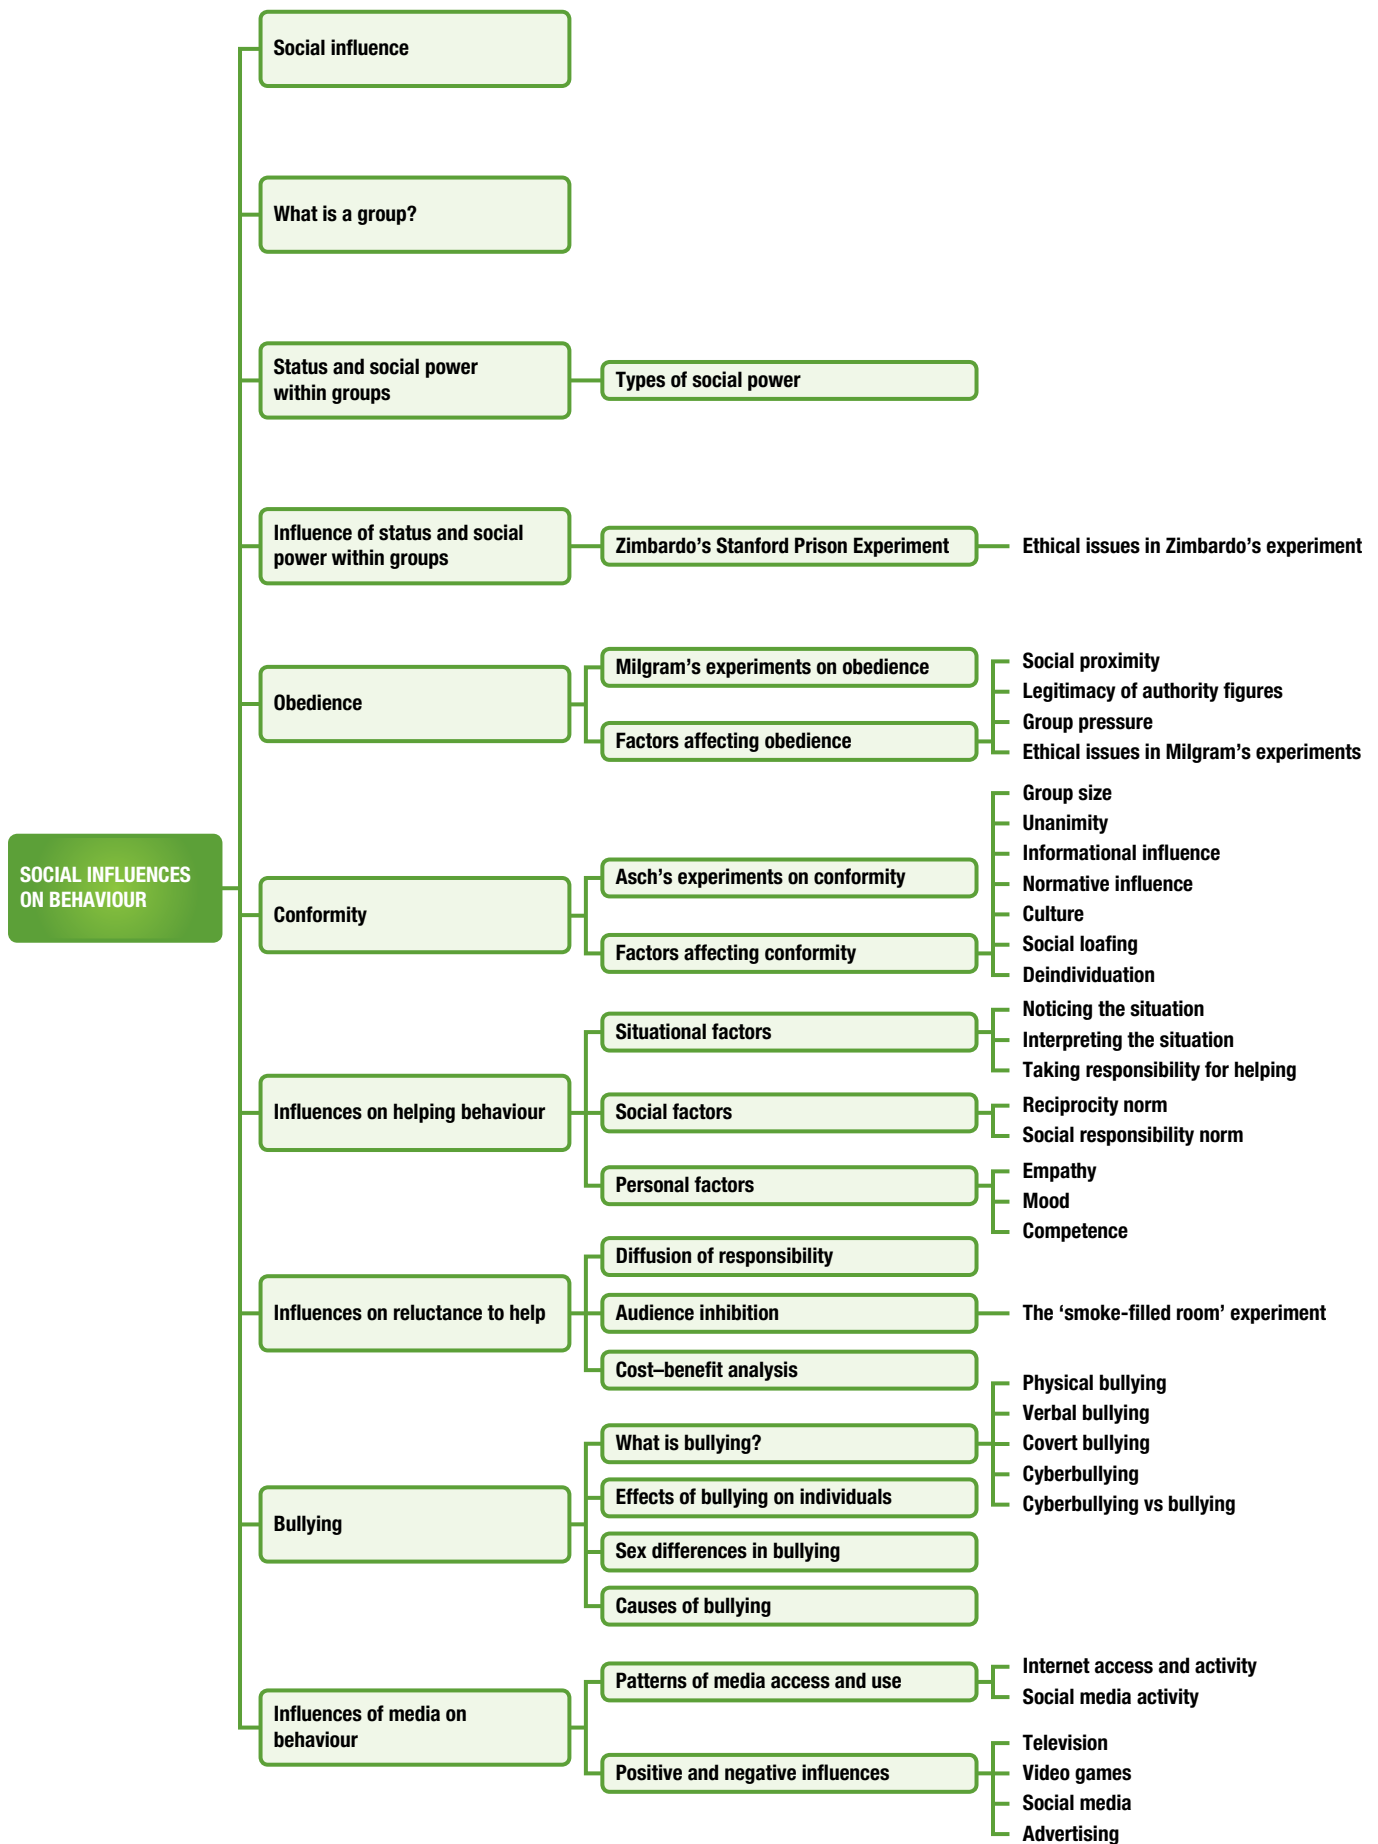 Social influence
What is a group?
Status and social power
within groups
Types of social power
Influence of status and social
power within groups
Zimbardo’s Stanford Prison Experiment
Ethical issues in Zimbardo’s experiment
Obedience
Milgram’s experiments on obedience
Factors affecting obedience
Social proximity
Legitimacy of authority figures
Group pressure
Ethical issues in Milgram’s experiments
SOCIAL INFLUENCES
ON BEHAVIOUR
Conformity
Asch’s experiments on conformity
Factors affecting conformity
Group size
Unanimity
Informational influence
Normative influence
Culture
Social loafing
Deindividuation
Influences on helping behaviour
Situational factors
Noticing the situation
Interpreting the situation
Taking responsibility for helping
Social factors
Reciprocity norm
Social responsibility norm
Personal factors
Empathy
Mood
Competence
Influences on reluctance to help
Diffusion of responsibility
Audience inhibition
The ‘smoke-filled room’ experiment
Cost–benefit analysis
Bullying
What is bullying?
Physical bullying
Verbal bullying
Covert bullying
Cyberbullying
Cyberbullying vs bullying
Effects of bullying on individuals
Sex differences in bullying
Causes of bullying
Influences of media on
behaviour
Patterns of media access and use
Internet access and activity
Social media activity
Positive and negative influences
Television
Video games
Social media
Advertising